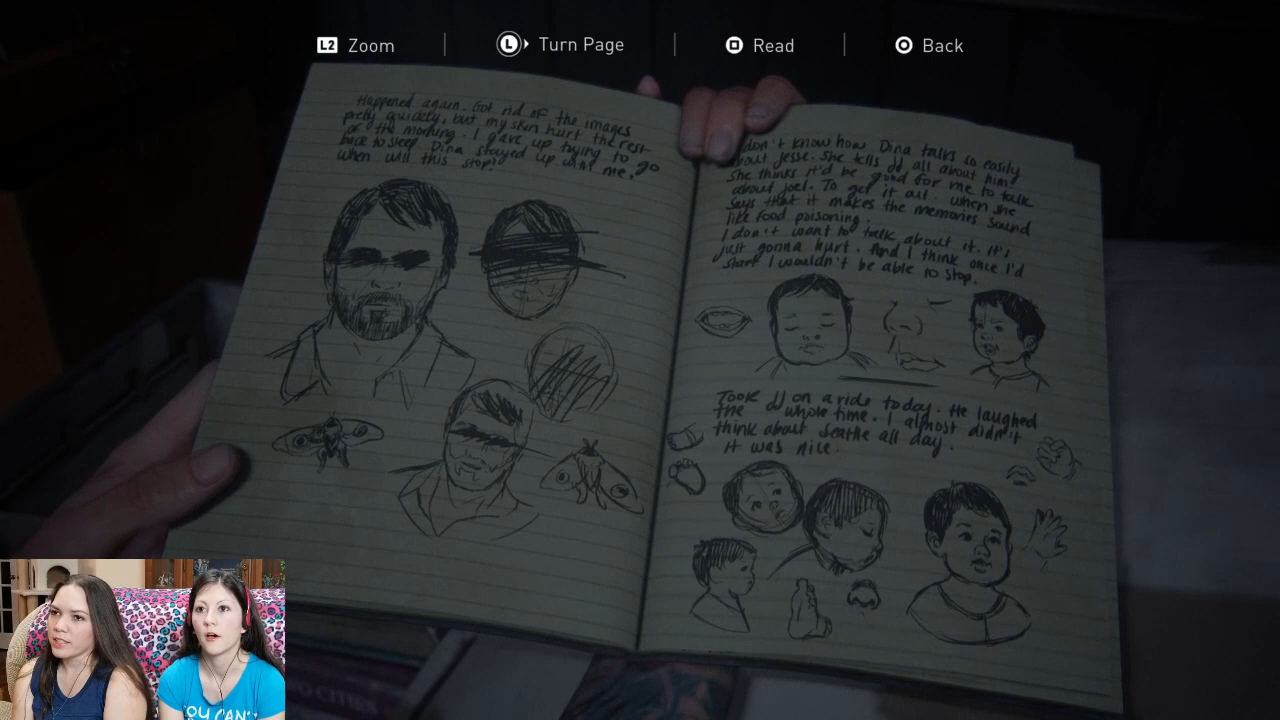 L2 Zoom
L Turn Page
Read
Back
Happened again. Got rid of the images
pretty quickly, but my skin hurt the rest
of the morning. I gave up trying to go
back to sleep. Dina stayed up with me.
When will this stop?
don't know how Dina talks so easily
about Jesse. She tells JJ all about him.
She thinks it'd be good for me to talk
about Joel. To get it out. When she
says that it makes the memories sound
like food poisoning.
I don't want to talk about it. It's
just gonna hurt. And I think once I'd
start I wouldn't be able to stop.
Took JJ on a ride today. He laughed
the whole time. I almost didn't
think about Seattle all day.
It was nice.
YOU CAN'T